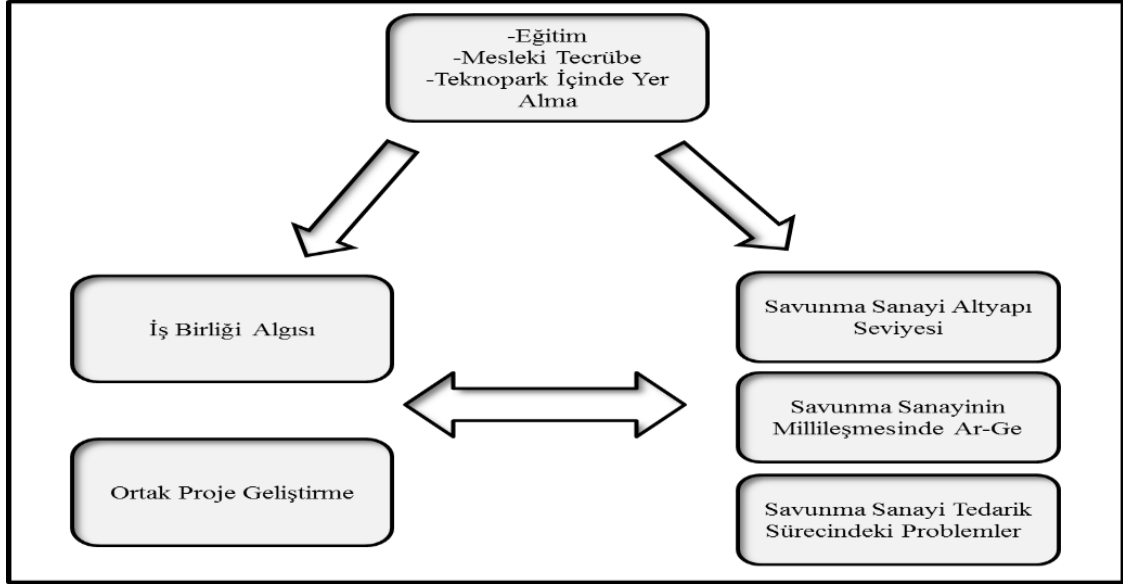 -Eğitim
-Mesleki Tecrübe
-Teknopark İçinde Yer
Alma
İş Birliği Algısı
Ortak Proje Geliştirme
Savunma Sanayi Altyapı
Seviyesi
Savunma Sanayinin
Millileşmesinde Ar-Ge
Savunma Sanayi Tedarik
Sürecindeki Problemler